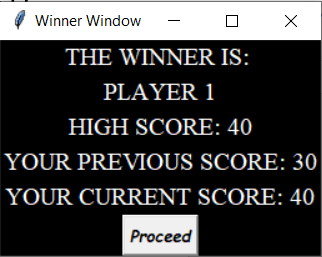 Winner Window
THE WINNER IS:
PLAYER 1
HIGH SCORE: 40
YOUR PREVIOUS SCORE: 30
YOUR CURRENT SCORE: 40
Proceed